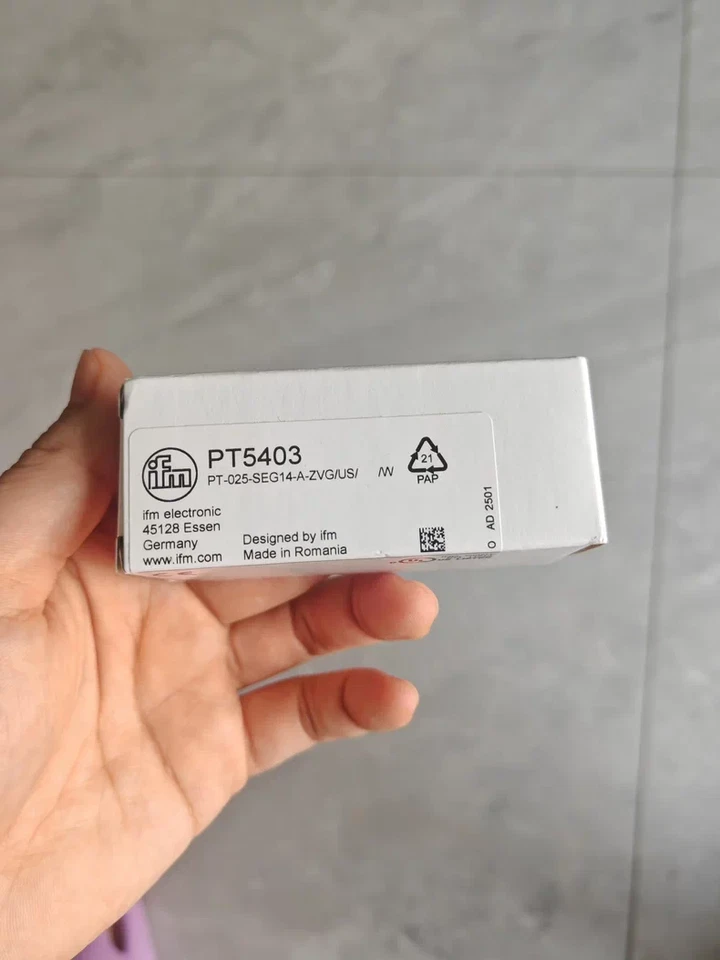 ifm
PT5403
PT-025-SEG14-A-ZVG/US/ /W
21
PAP
ifm electronic
45128 Essen
Germany
www.ifm.com
Designed by ifm
Made in Romania
O AD 2501